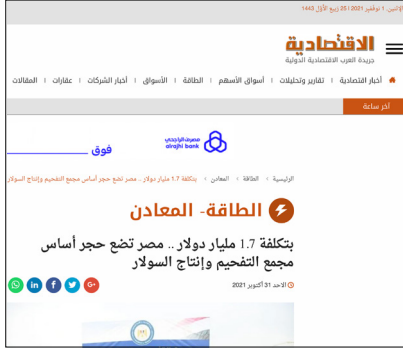 الإثنين, 1 نوفمبر 2021 | 25 ربيع الأول 1443
الاقتصادية
جريدة العرب الاقتصادية الدولية
أخبار اقتصادية | تقارير وتحليلات | أسواق الأسهم | الطاقة | الأسواق | أخبار الشركات | عقارات | المقالات
اخر ساعة
مصرف الراجحي
alrajhi bank
فوق
الرئيسية > الطاقة > المعادن > بتكلفة 1.7 مليار دولار .. مصر تضع حجر أساس مجمع التفحيم وإنتاج السولار
الطاقة- المعادن
بتكلفة 1.7 مليار دولار .. مصر تضع حجر أساس
مجمع التفحيم وإنتاج السولار
الاحد 31 أكتوبر 2021